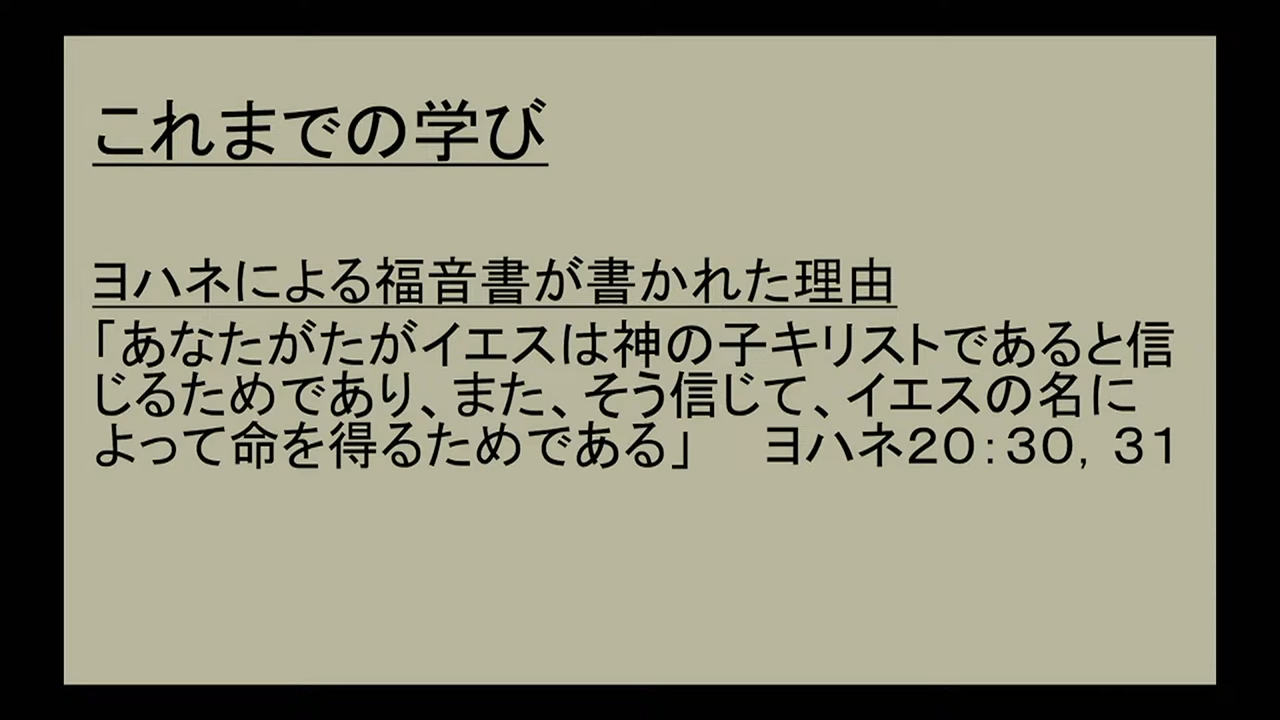 これまでの学び
ヨハネによる福音書が書かれた理由
「あなたがたがイエスは神の子キリストであると信
じるためであり、また、そう信じて、イエスの名に
よって命を得るためである」　ヨハネ２０：３０，３１